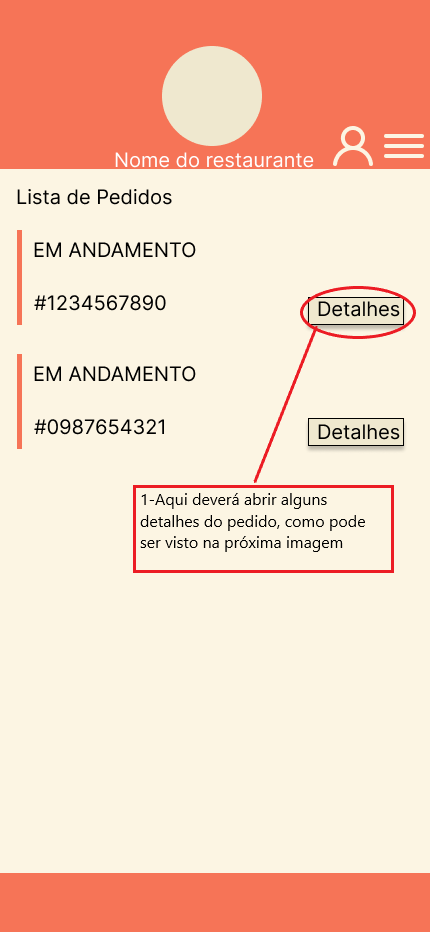 Nome do restaurante
Lista de Pedidos
EM ANDAMENTO
#1234567890
Detalhes
EM ANDAMENTO
#0987654321
Detalhes
1-Aqui deverá abrir alguns
detalhes do pedido, como pode
ser visto na próxima imagem